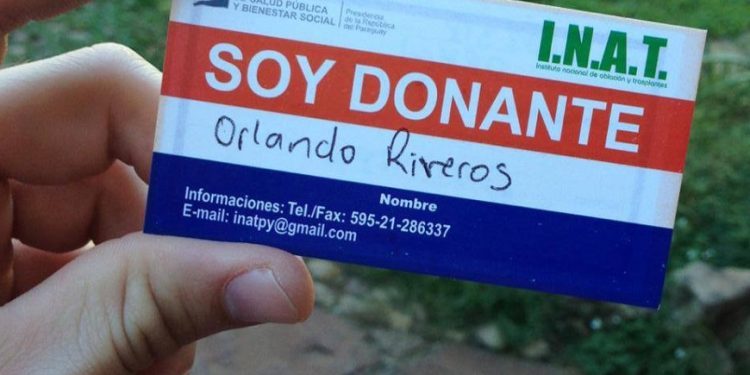 SALUD PÚBLICA
Y BIENESTAR SOCIAL
Presidencia
de la República
del Paraguay
I.N.A.T.
Instituto nacional de ablación y trasplantes
SOY DONANTE
Orlando Riveros
Nombre
Informaciones: Tel./Fax: 595-21-286337
E-mail: inatpy@gmail.com